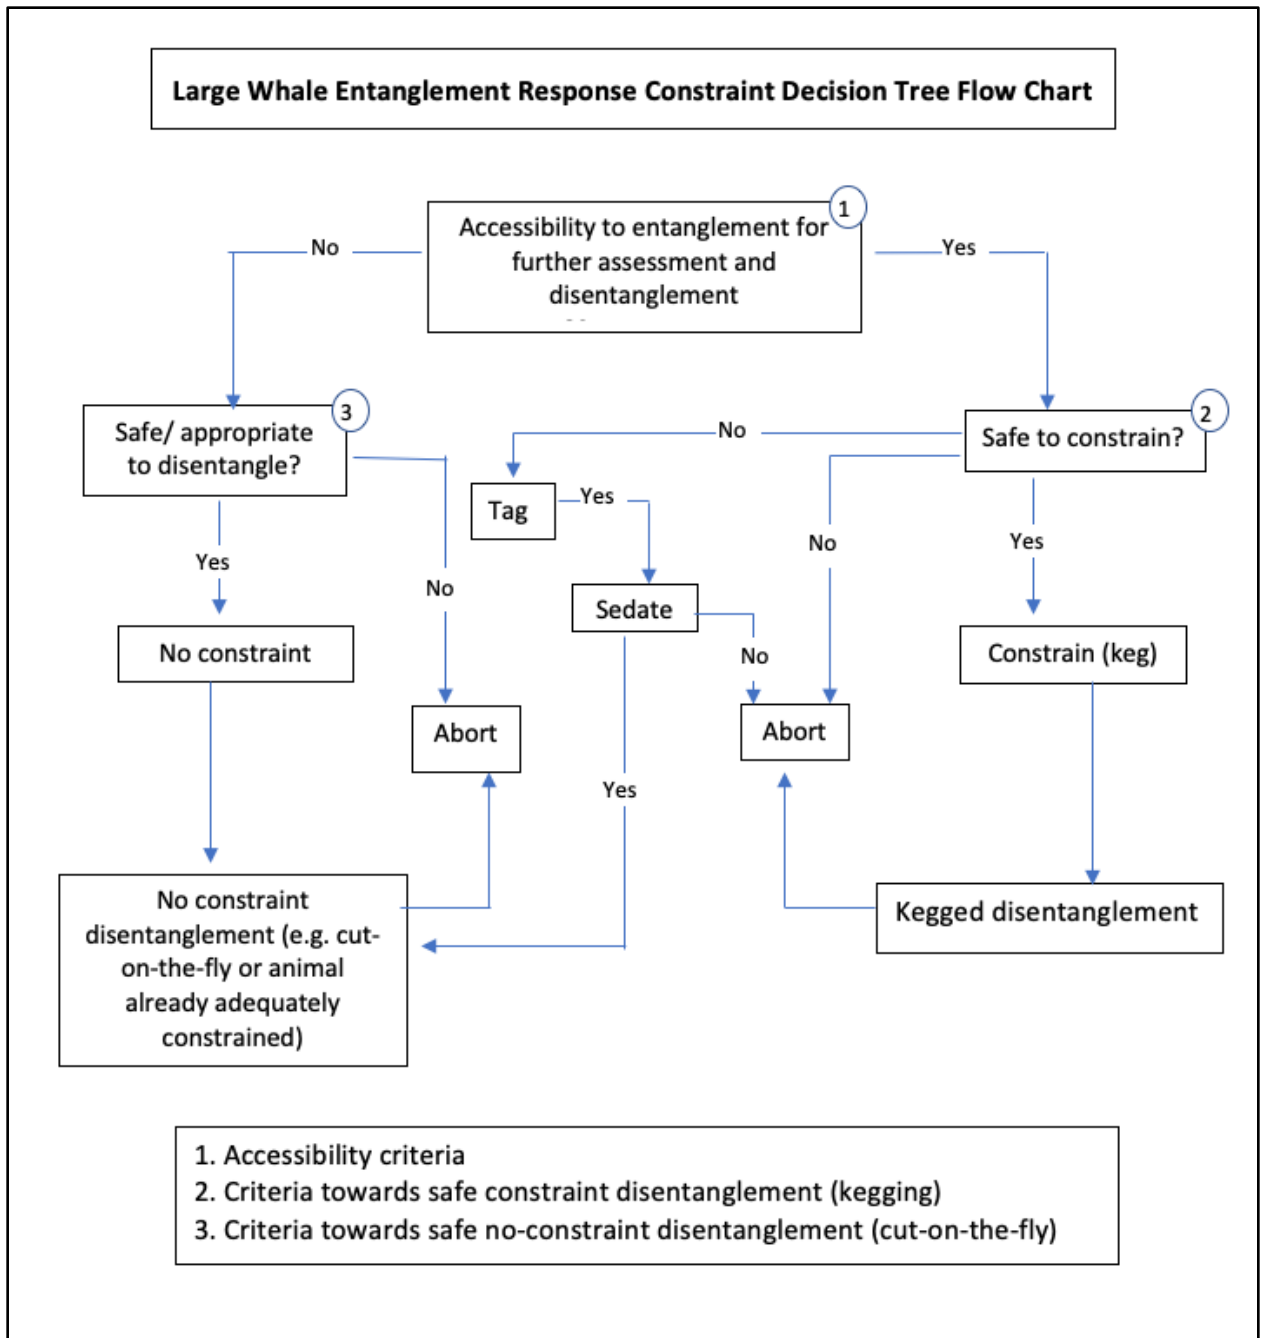 Large Whale Entanglement Response Constraint Decision Tree Flow Chart
1
Accessibility to entanglement for
further assessment and
disentanglement
No
Yes
3
Safe/ appropriate
to disentangle?
2
Safe to constrain?
No
Tag
Yes
No
Yes
Yes
No
Sedate
No constraint
No
Constrain (keg)
Abort
Abort
Yes
No constraint
disentanglement (e.g. cut-
on-the-fly or animal
already adequately
constrained)
Kegged disentanglement
1. Accessibility criteria
2. Criteria towards safe constraint disentanglement (kegging)
3. Criteria towards safe no-constraint disentanglement (cut-on-the-fly)